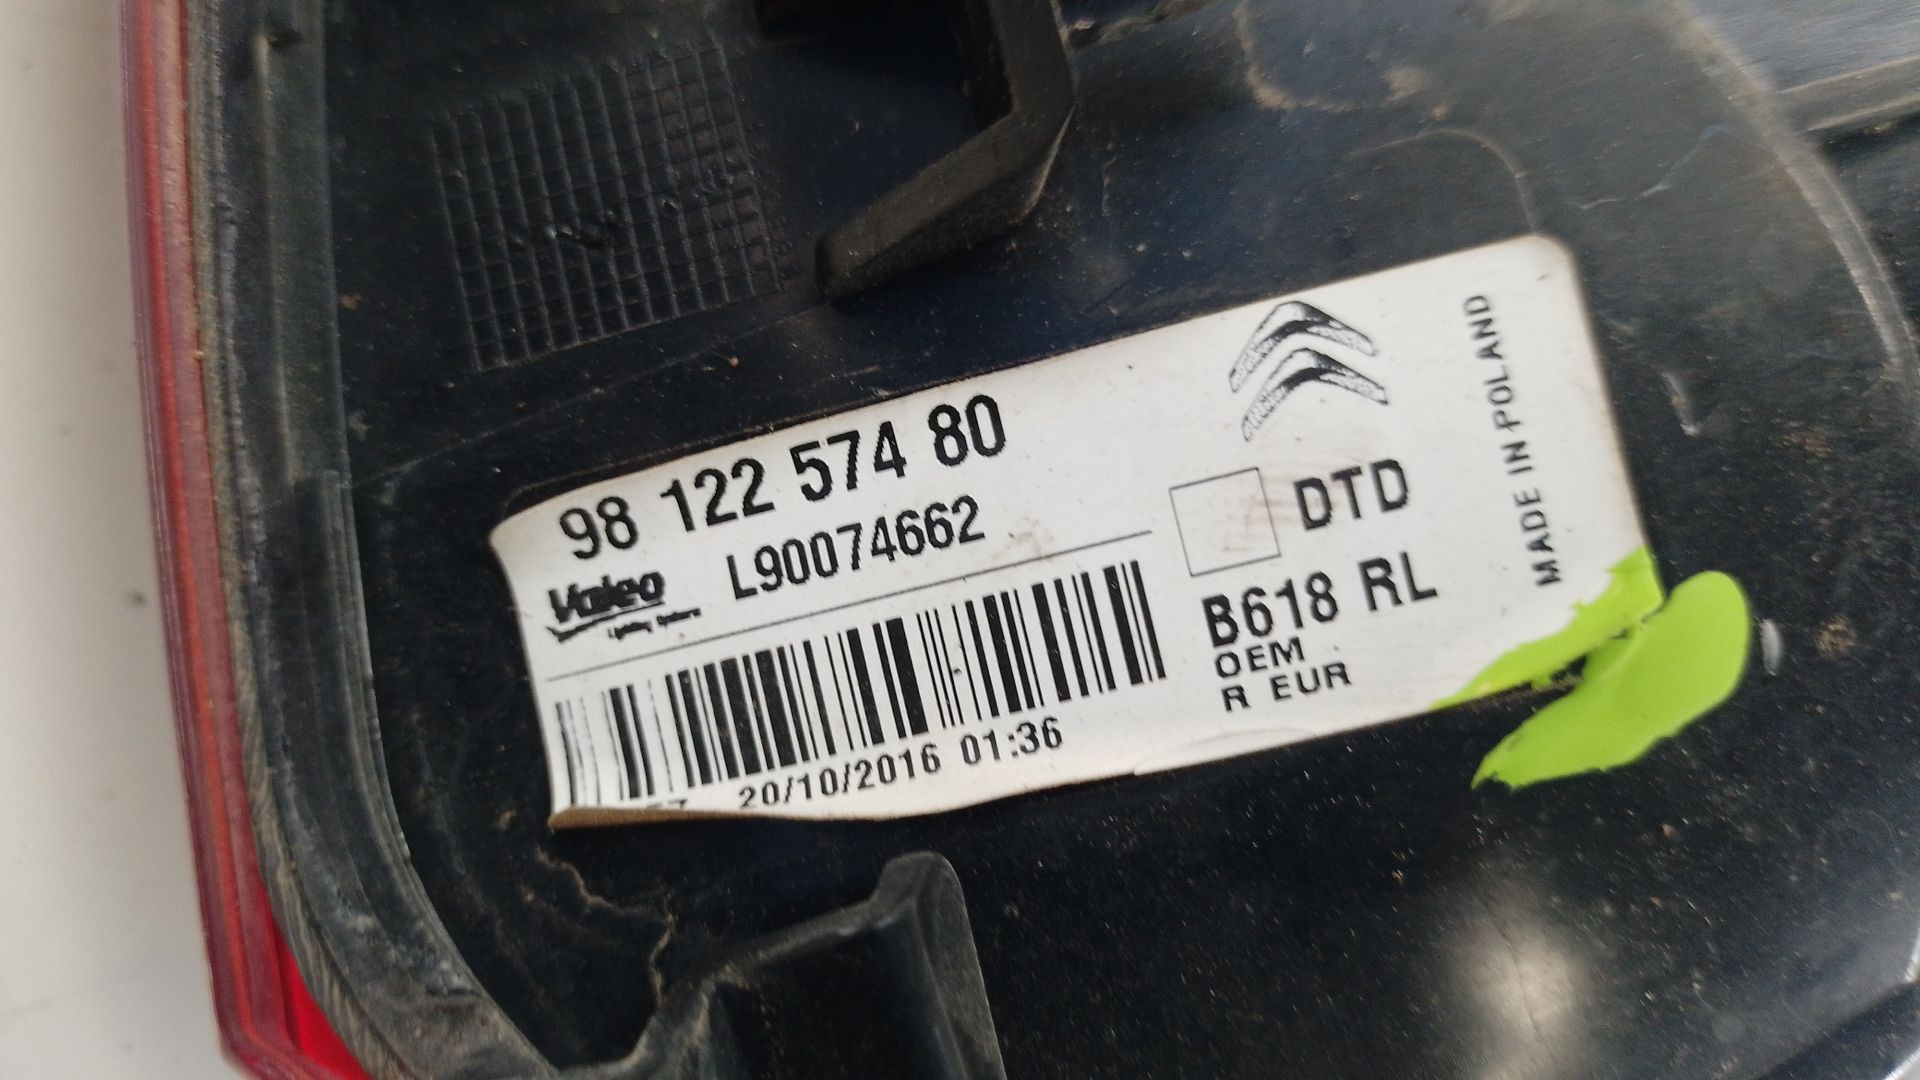 98 122 574 80
Valeo L90074662
20/10/2016 01:36
DTD
B618 RL
OEM
R EUR
MADE IN POLAND